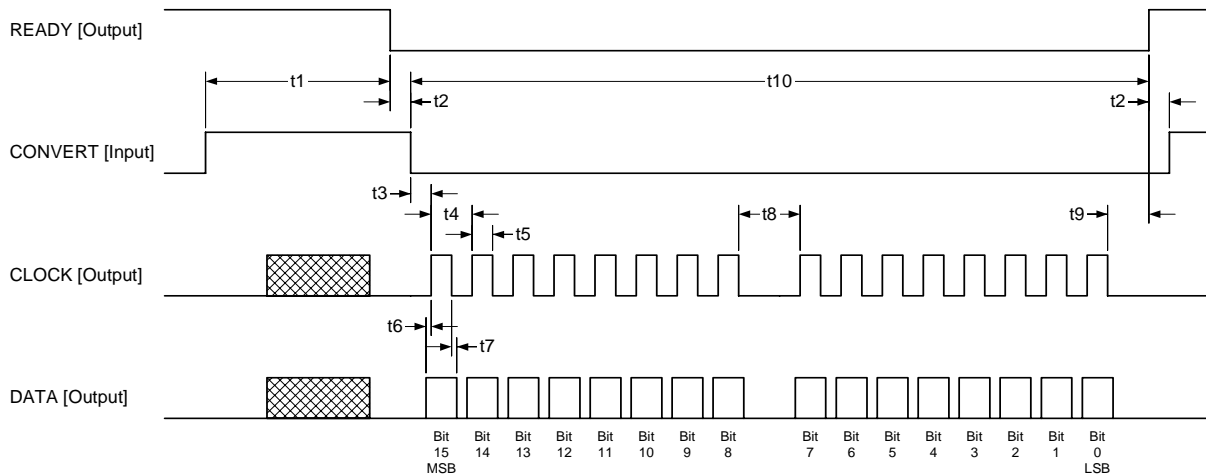 READY [Output]
t1
t10
t2
t2
CONVERT [Input]
t3
t4
t8
t9
t5
CLOCK [Output]
t6
t7
DATA [Output]
Bit 15 MSB
Bit 14
Bit 13
Bit 12
Bit 11
Bit 10
Bit 9
Bit 8
Bit 7
Bit 6
Bit 5
Bit 4
Bit 3
Bit 2
Bit 1
Bit 0 LSB